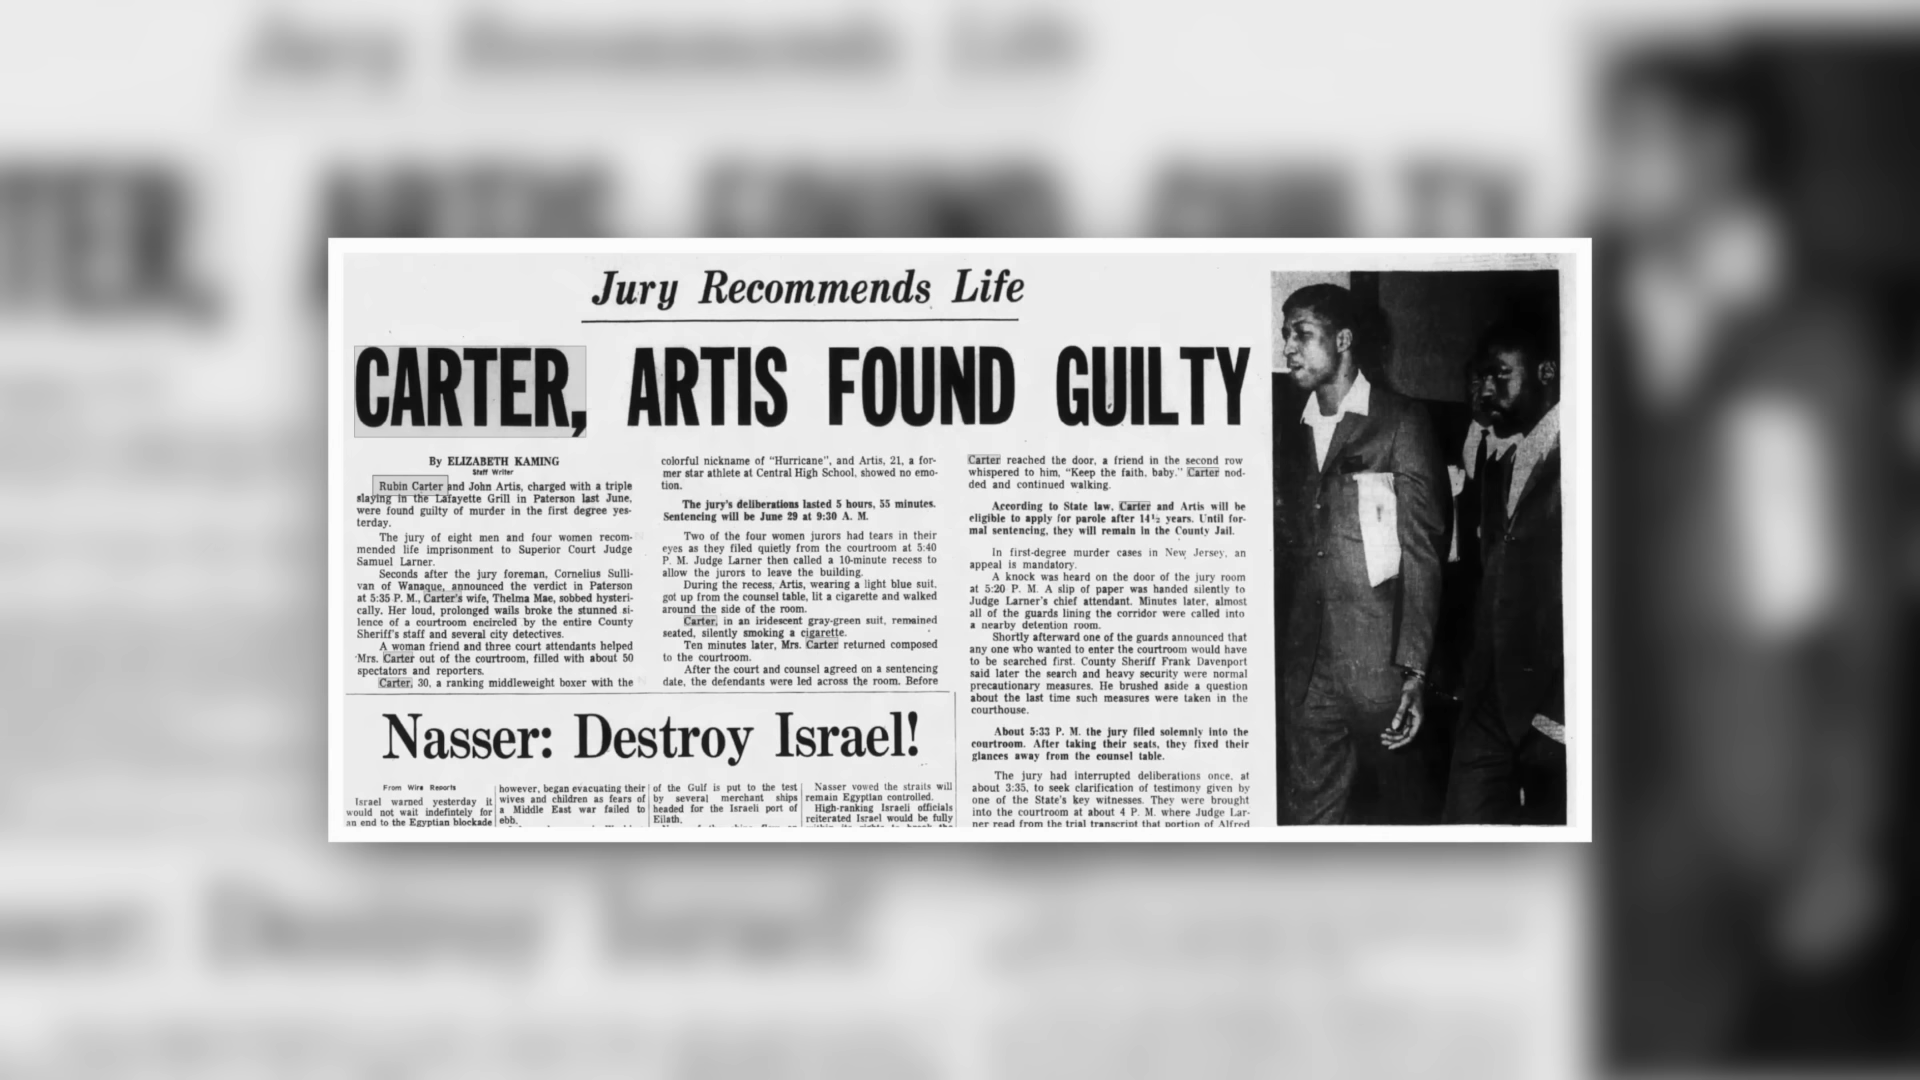 Jury Recommends Life
CARTER, ARTIS FOUND GUILTY
By ELIZABETH KAMING
Staff Writer
Rubin Carter and John Artis, charged with a triple
slaying in the Lafayette Grill in Paterson last June,
were found guilty of murder in the first degree yes-
terday.
The jury of eight men and four women recom-
mended life imprisonment to Superior Court Judge
Samuel Larner.
Seconds after the jury foreman, Cornelius Sulli-
van of Wanaque, announced the verdict in Paterson
at 5:35 P. M., Carter's wife, Thelma Mae, sobbed hysteri-
cally. Her loud, prolonged wails broke the stunned si-
lence of a courtroom encircled by the entire County
Sheriff's staff and several city detectives.
A woman friend and three court attendants helped
Mrs. Carter out of the courtroom, filled with about 50
spectators and reporters.
Carter, 30, a ranking middleweight boxer with the
colorful nickname of "Hurricane", and Artis, 21, a for-
mer star athlete at Central High School, showed no emo-
tion.
The jury's deliberations lasted 5 hours, 55 minutes.
Sentencing will be June 29 at 9:30 A. M.
Two of the four women jurors had tears in their
eyes as they filed quietly from the courtroom at 5:40
P. M. Judge Larner then called a 10-minute recess to
allow the jurors to leave the building.
During the recess, Artis, wearing a light blue suit,
got up from the counsel table, lit a cigarette and walked
around the side of the room.
Carter, in an iridescent gray-green suit, remained
seated, silently smoking a cigarette.
Ten minutes later, Mrs. Carter returned composed
to the courtroom.
After the court and counsel agreed on a sentencing
date, the defendants were led across the room. Before
Carter reached the door, a friend in the second row
whispered to him, "Keep the faith, baby." Carter nod-
ded and continued walking.
According to State law, Carter and Artis will be
eligible to apply for parole after 14½ years. Until for-
mal sentencing, they will remain in the County Jail.
In first-degree murder cases in New Jersey, an
appeal is mandatory.
A knock was heard on the door of the jury room
at 5:20 P. M. A slip of paper was handed silently to
Judge Larner's chief attendant. Minutes later, almost
all of the guards lining the corridor were called into
a nearby detention room.
Shortly afterward one of the guards announced that
any one who wanted to enter the courtroom would have
to be searched first. County Sheriff Frank Davenport
said later the search and heavy security were normal
precautionary measures. He brushed aside a question
about the last time such measures were taken in the
courthouse.
About 5:33 P. M. the jury filed solemnly into the
courtroom. After taking their seats, they fixed their
glances away from the counsel table.
The jury had interrupted deliberations once, at
about 3:35, to seek clarification of testimony given by
one of the State's key witnesses. They were brought
into the courtroom at about 4 P. M. where Judge Lar-
ner read from the trial transcript that portion of Alfred
Nasser: Destroy Israel!
From Wire Reports
Israel warned yesterday it
would not wait indefinitely for
an end to the Egyptian blockade
however, began evacuating their
wives and children as fears of
a Middle East war failed to
ebb.
of the Gulf is put to the test
by several merchant ships
headed for the Israeli port of
Eilath.
Nasser vowed the straits will
remain Egyptian controlled.
High-ranking Israeli officials
reiterated Israel would be fully